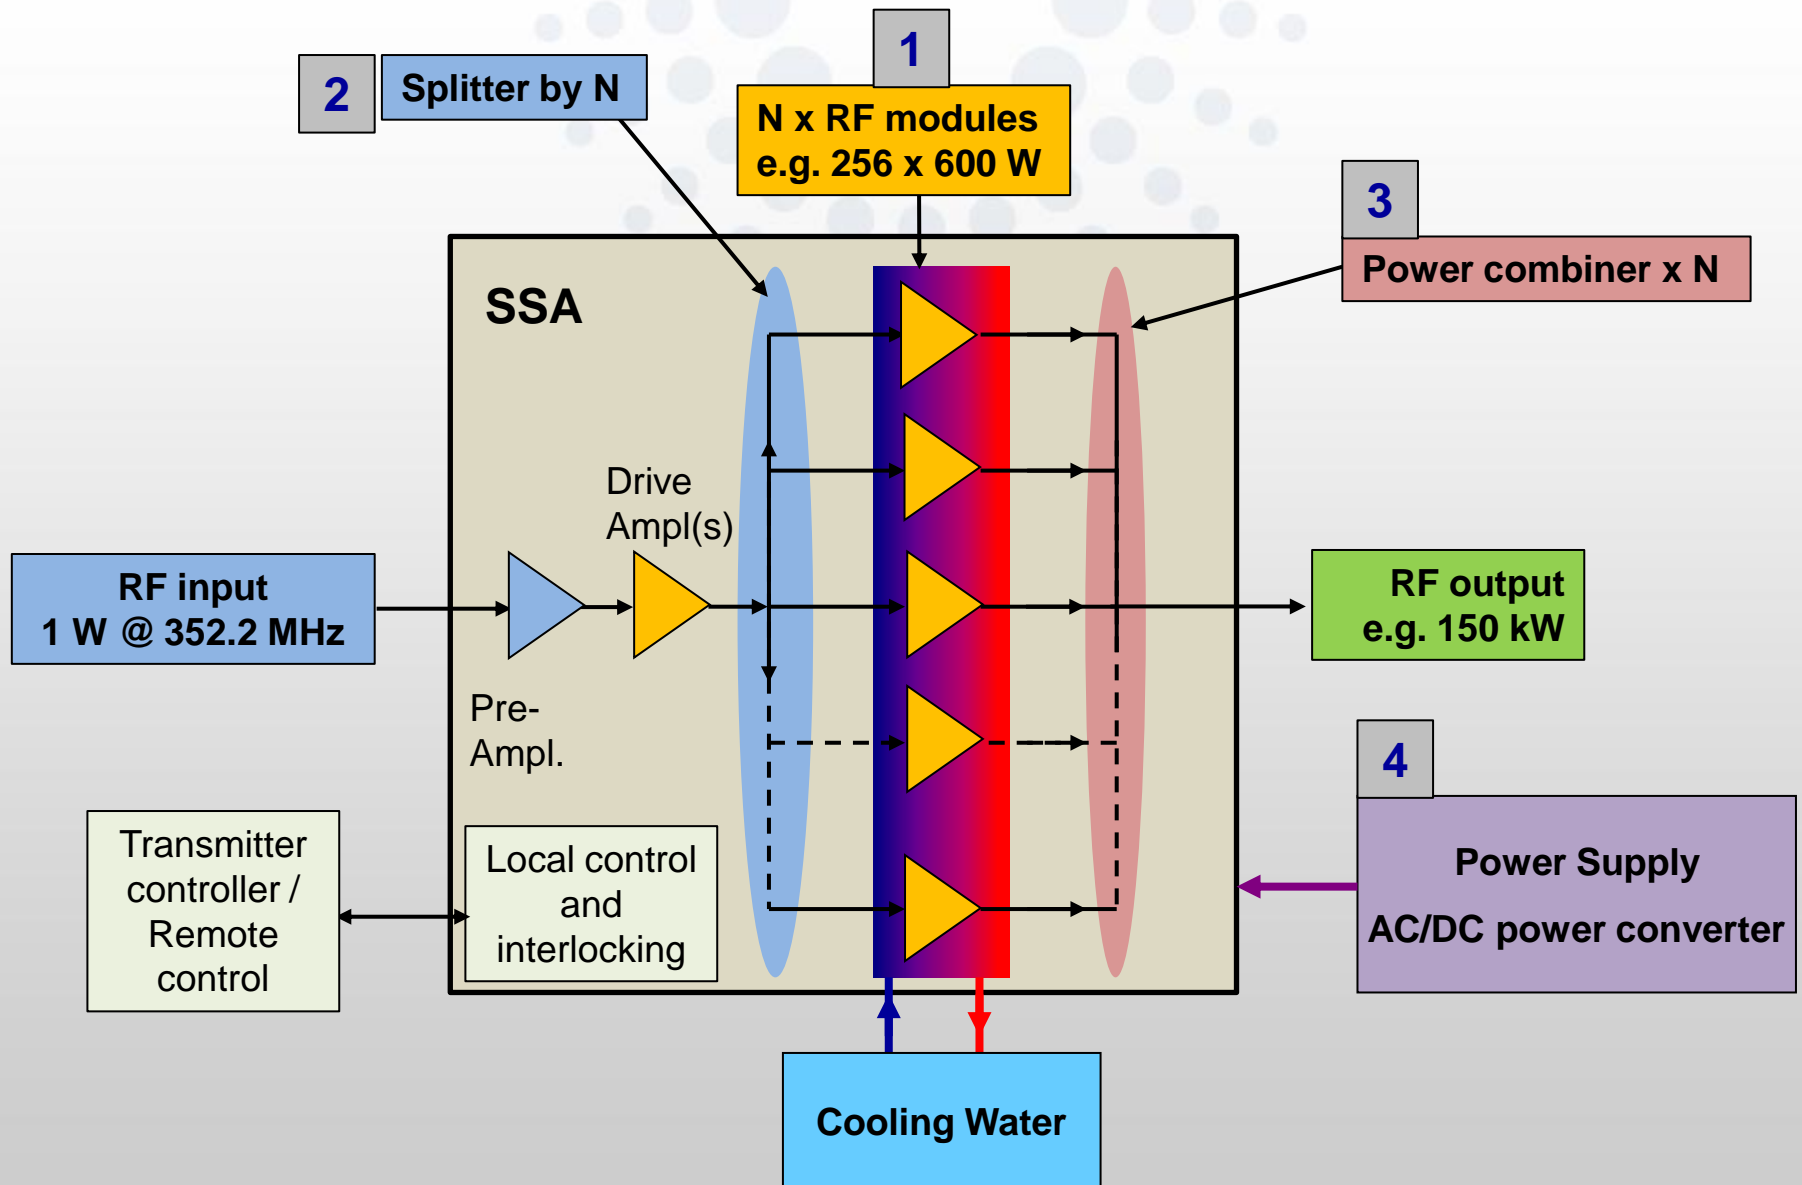 1
2
Splitter by N
N x RF modules
e.g. 256 x 600 W
3
Power combiner x N
SSA
Drive
Ampl(s)
RF input
1 W @ 352.2 MHz
RF output
e.g. 150 kW
Pre-
Ampl.
4
Transmitter
controller /
Remote
control
Local control
and
interlocking
Power Supply
AC/DC power converter
Cooling Water